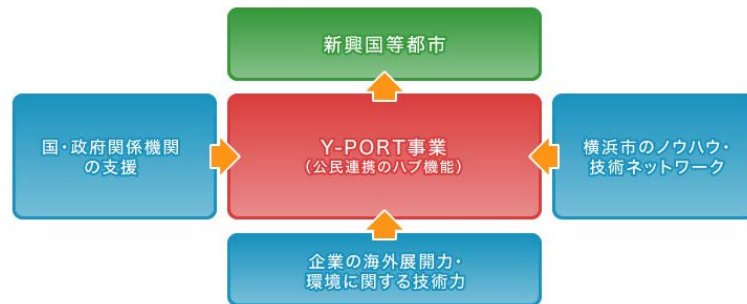 新興国等都市
国・政府関係機関
の支援
Y-PORT事業
(公民連携のハブ機能)
横浜市のノウハウ・
技術ネットワーク
企業の海外展開力・
環境に関する技術力